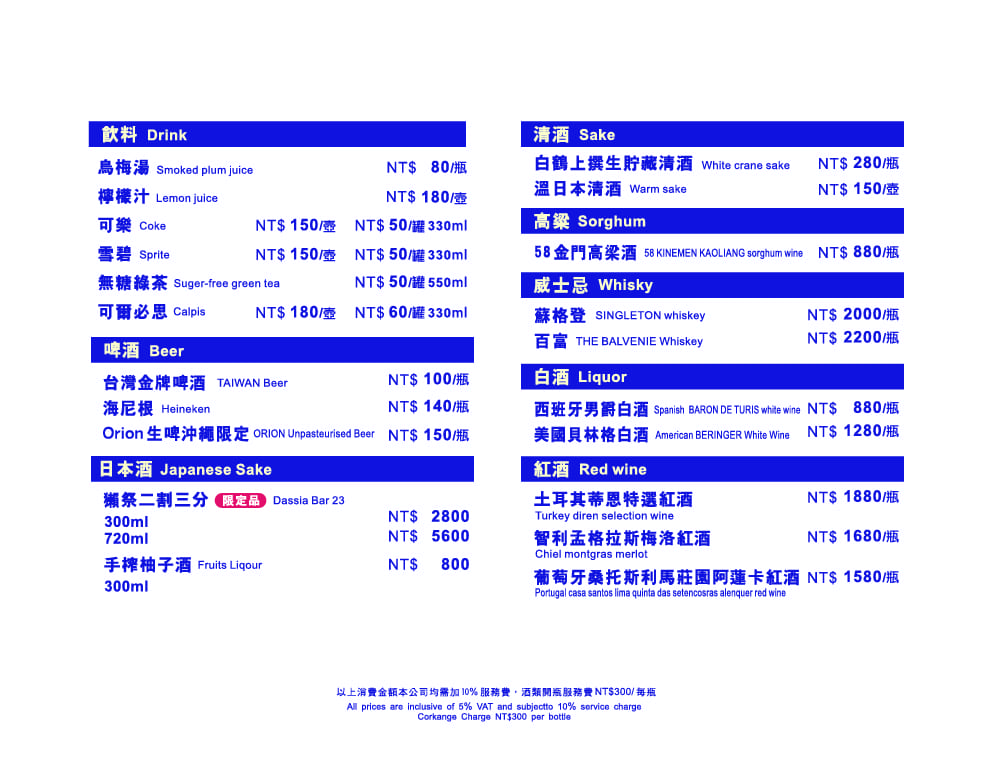 飲料 Drink
烏梅湯 Smoked plum juice NT$ 80/瓶
檸檬汁 Lemon juice NT$ 180/壺
可樂 Coke NT$ 150/壺 NT$ 50/罐 330ml
雪碧 Sprite NT$ 150/壺 NT$ 50/罐 330ml
無糖綠茶 Suger-free green tea NT$ 50/罐 550ml
可爾必思 Calpis NT$ 180/壺 NT$ 60/罐 330ml
啤酒 Beer
台灣金牌啤酒 TAIWAN Beer NT$ 100/瓶
海尼根 Heineken NT$ 140/瓶
Orion 生啤沖繩限定 ORION Unpasteurised Beer NT$ 150/瓶
日本酒 Japanese Sake
獺祭二割三分 限定品 Dassia Bar 23
300ml NT$ 2800
720ml NT$ 5600
手搾柚子酒 Fruits Liqour NT$ 800
300ml
清酒 Sake
白鶴上撰生貯藏清酒 White crane sake NT$ 280/瓶
溫日本清酒 Warm sake NT$ 150/壺
高粱 Sorghum
58金門高粱酒 58 KINEMEN KAOLIANG sorghum wine NT$ 880/瓶
威士忌 Whisky
蘇格登 SINGLETON whiskey NT$ 2000/瓶
百富 THE BALVENIE Whiskey NT$ 2200/瓶
白酒 Liquor
西班牙男爵白酒 Spanish BARON DE TURIS white wine NT$ 880/瓶
美國貝林格白酒 American BERINGER White Wine NT$ 1280/瓶
紅酒 Red wine
土耳其蒂恩特選紅酒 NT$ 1880/瓶
Turkey diren selection wine
智利孟格拉斯梅洛紅酒 NT$ 1680/瓶
Chiel montgras merlot
葡萄牙桑托斯利馬莊園阿蓮卡紅酒 NT$ 1580/瓶
Portugal casa santos lima quinta das setencosras alenquer red wine
以上消費金額本公司均需加10%服務費，酒類開瓶服務費NT$300/每瓶
All prices are inclusive of 5% VAT and subjectto 10% service charge
Corkange Charge NT$300 per bottle